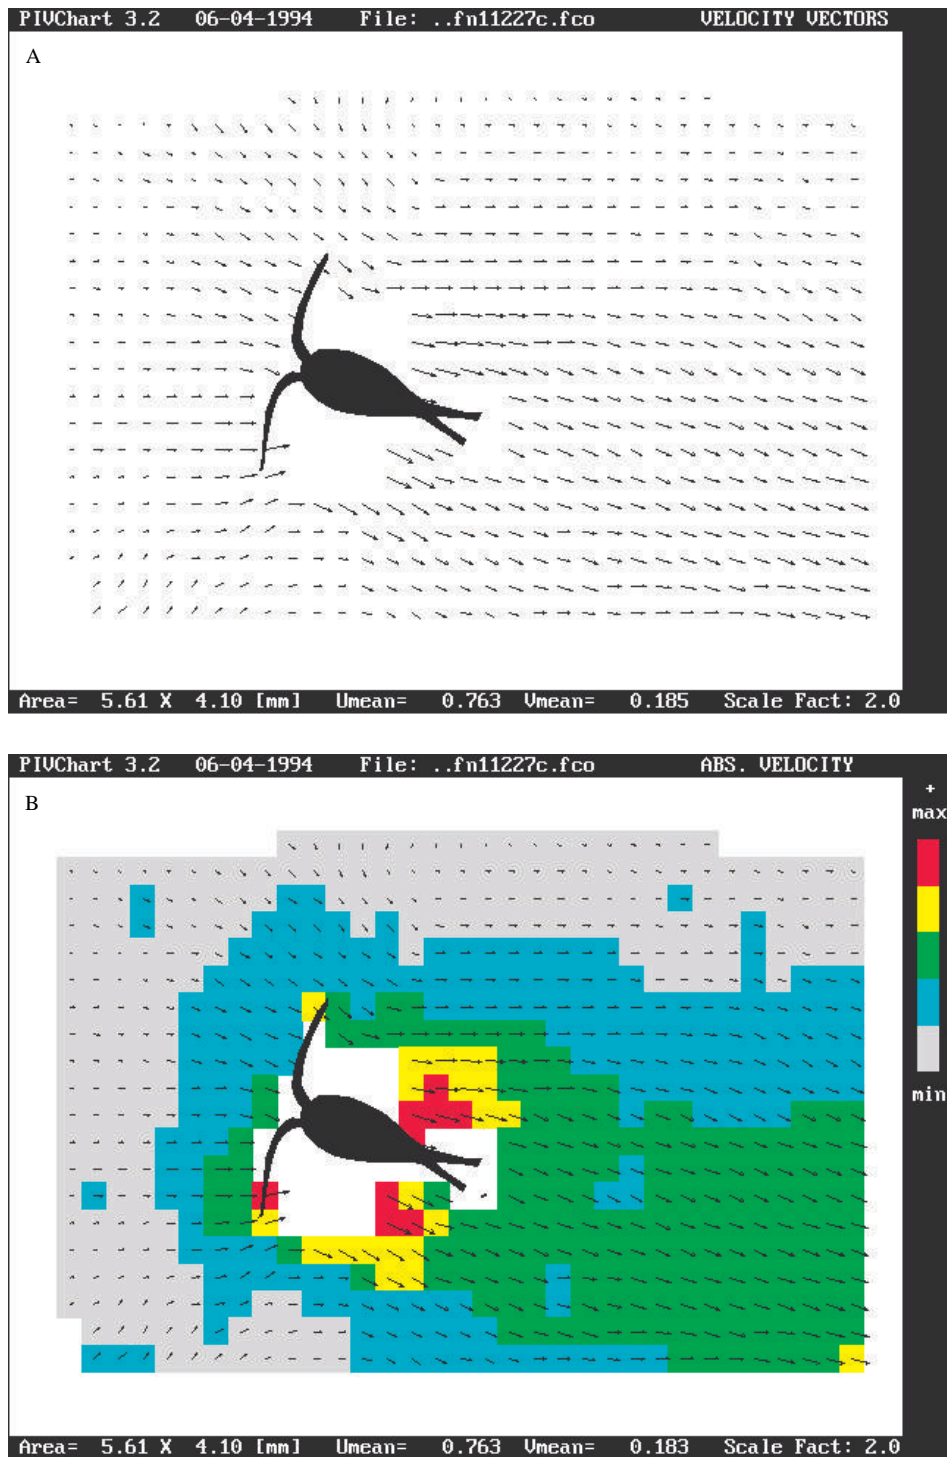 PIVChart 3.2 06-04-1994 File: ..fn11227c.fco VELOCITY VECTORS
A
Area= 5.61 X 4.10 [mm] Umean= 0.763 Vmean= 0.185 Scale Fact: 2.0
PIVChart 3.2 06-04-1994 File: ..fn11227c.fco ABS. VELOCITY
B
+
max
min
Area= 5.61 X 4.10 [mm] Umean= 0.763 Vmean= 0.183 Scale Fact: 2.0